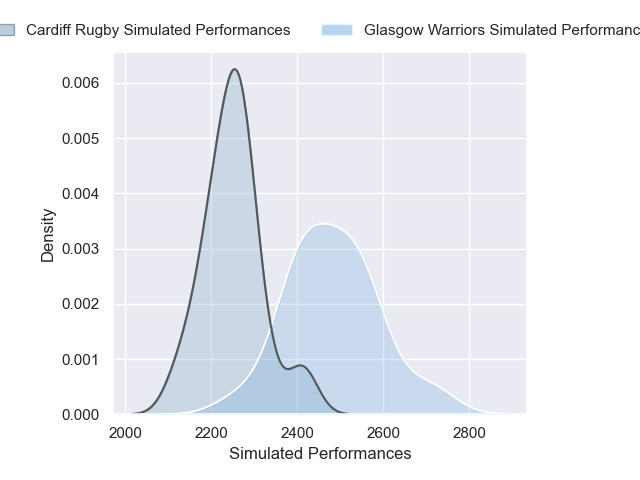 Cardiff Rugby Simulated Performances
Glasgow Warriors Simulated Performanc
0.006
0.005
0.004
0.003
0.002
0.001
0.000
Density
2000 2200 2400 2600 2800
Simulated Performances